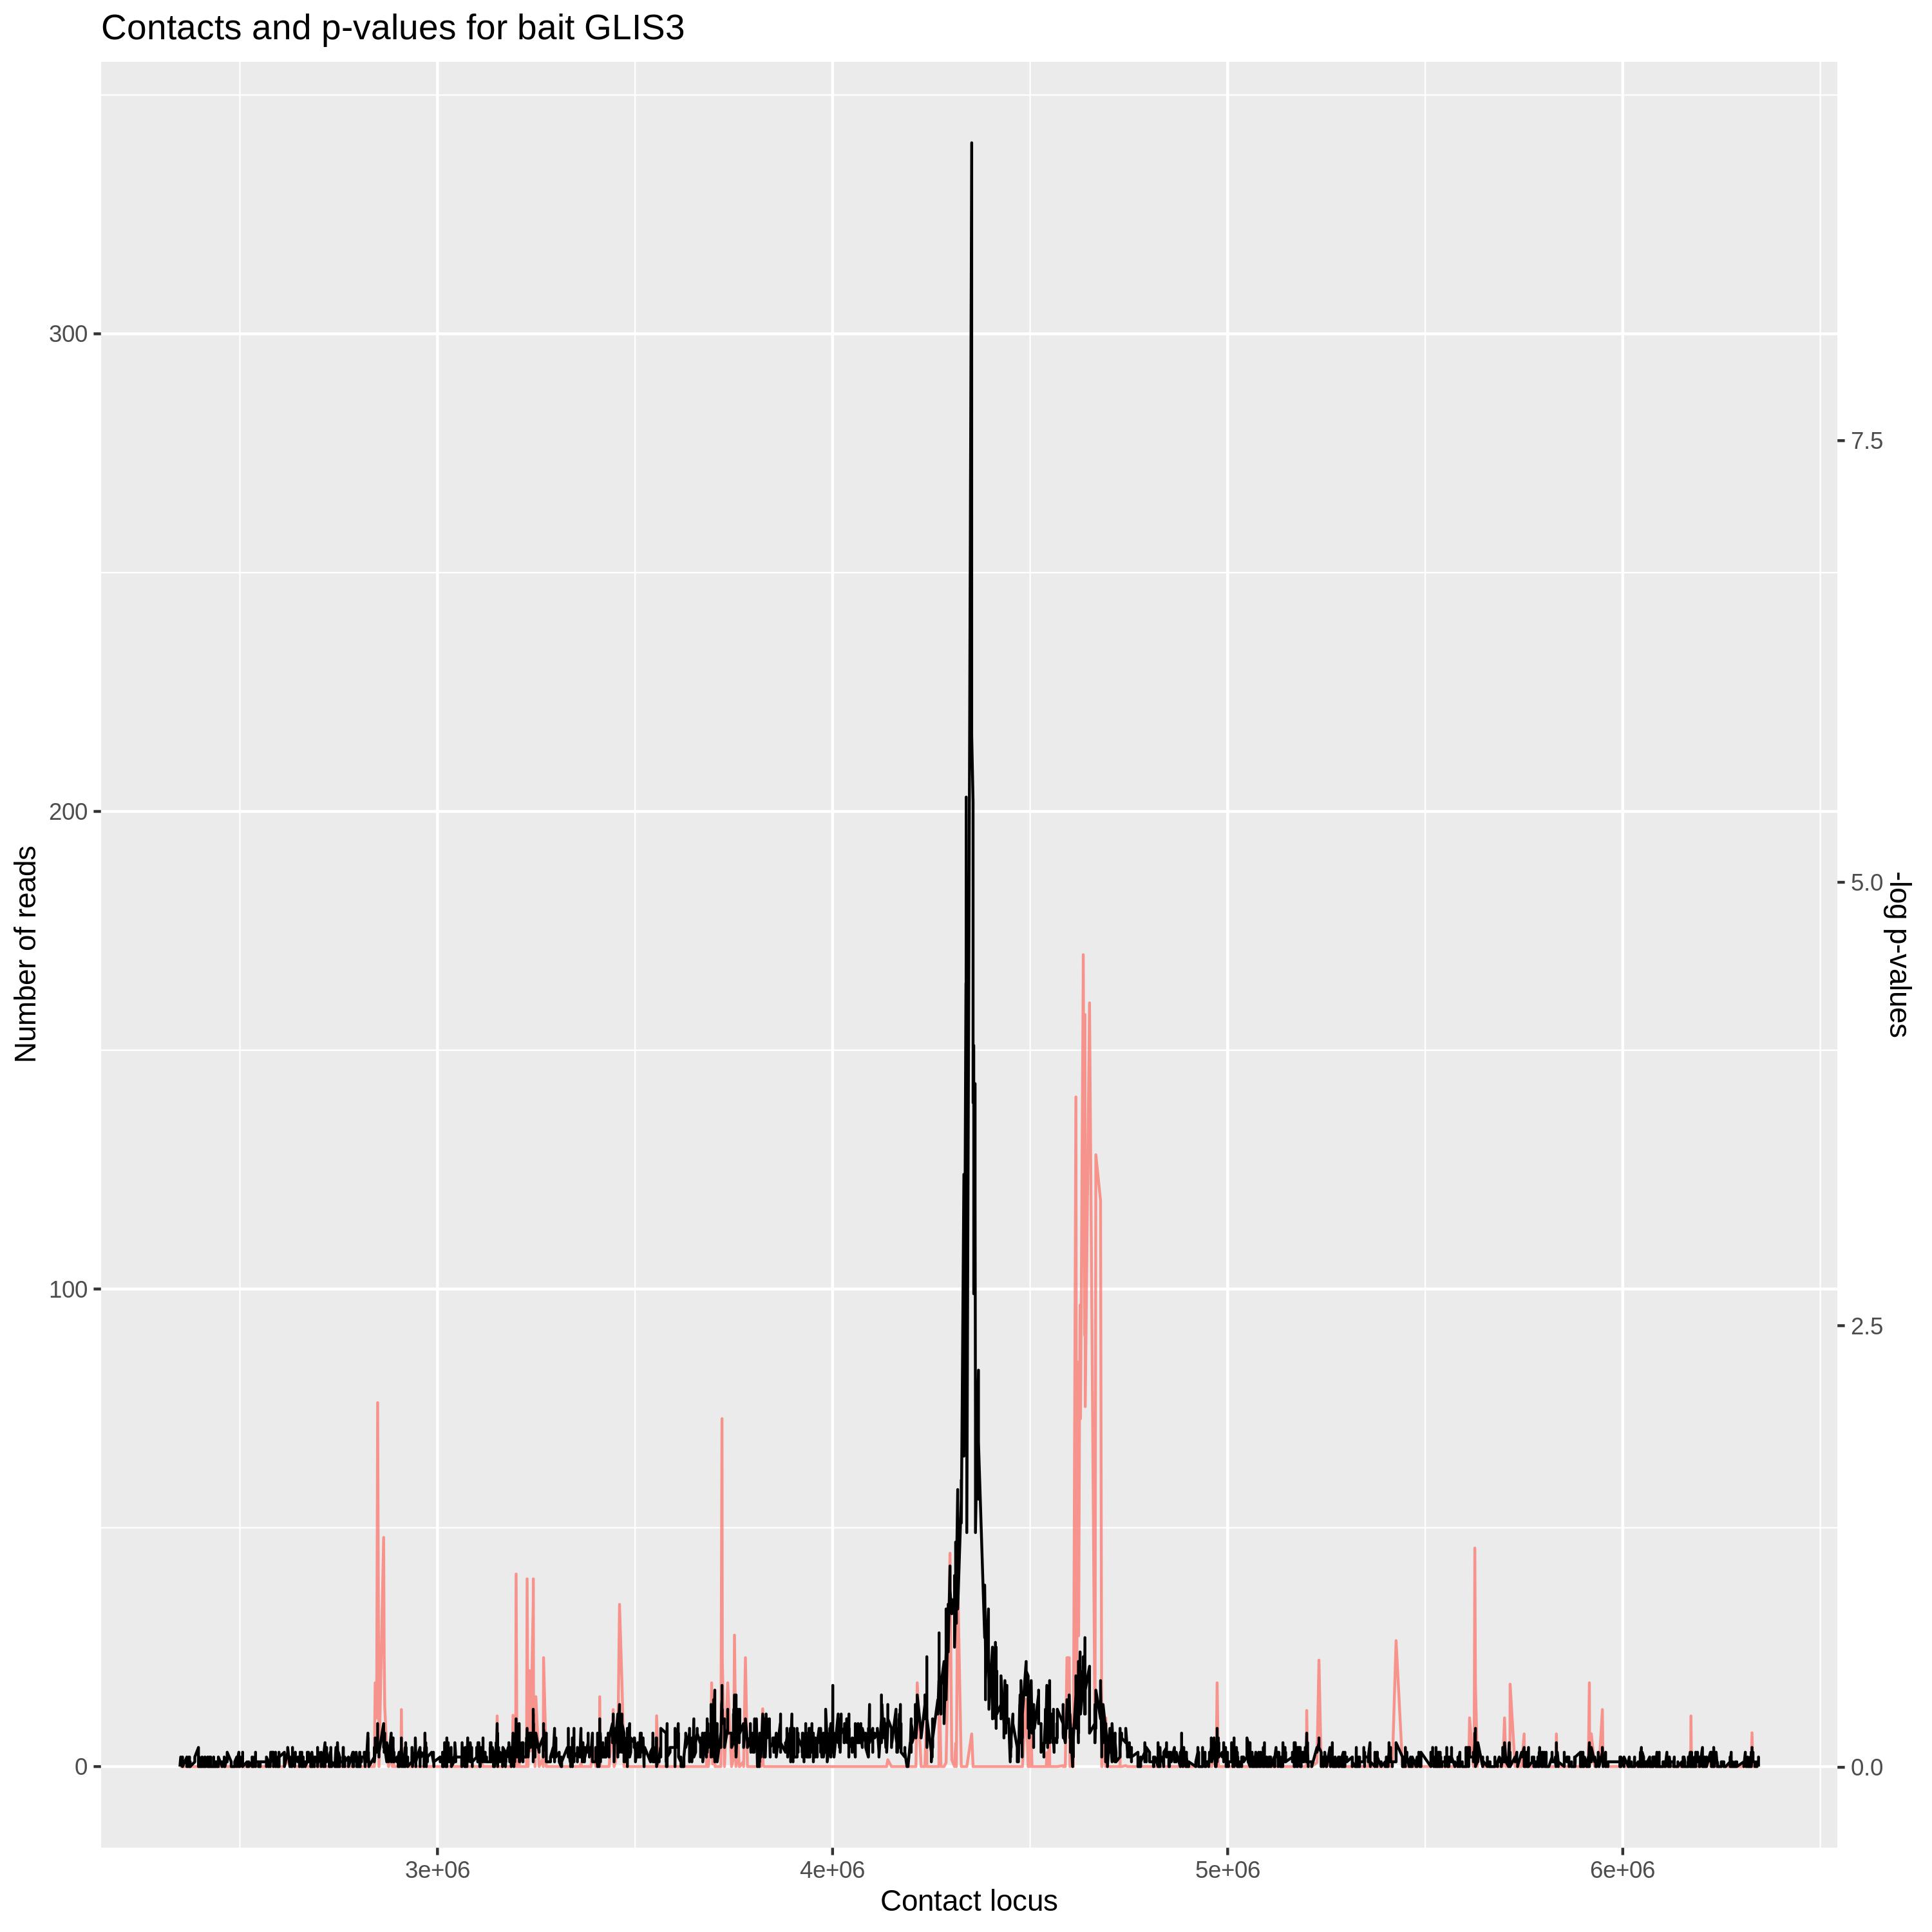 Contacts and p-values for bait GLIS3
Number of reads
300
200
100
0
7.5
5.0
2.5
0.0
-log p-values
3e+06
4e+06
5e+06
6e+06
Contact locus